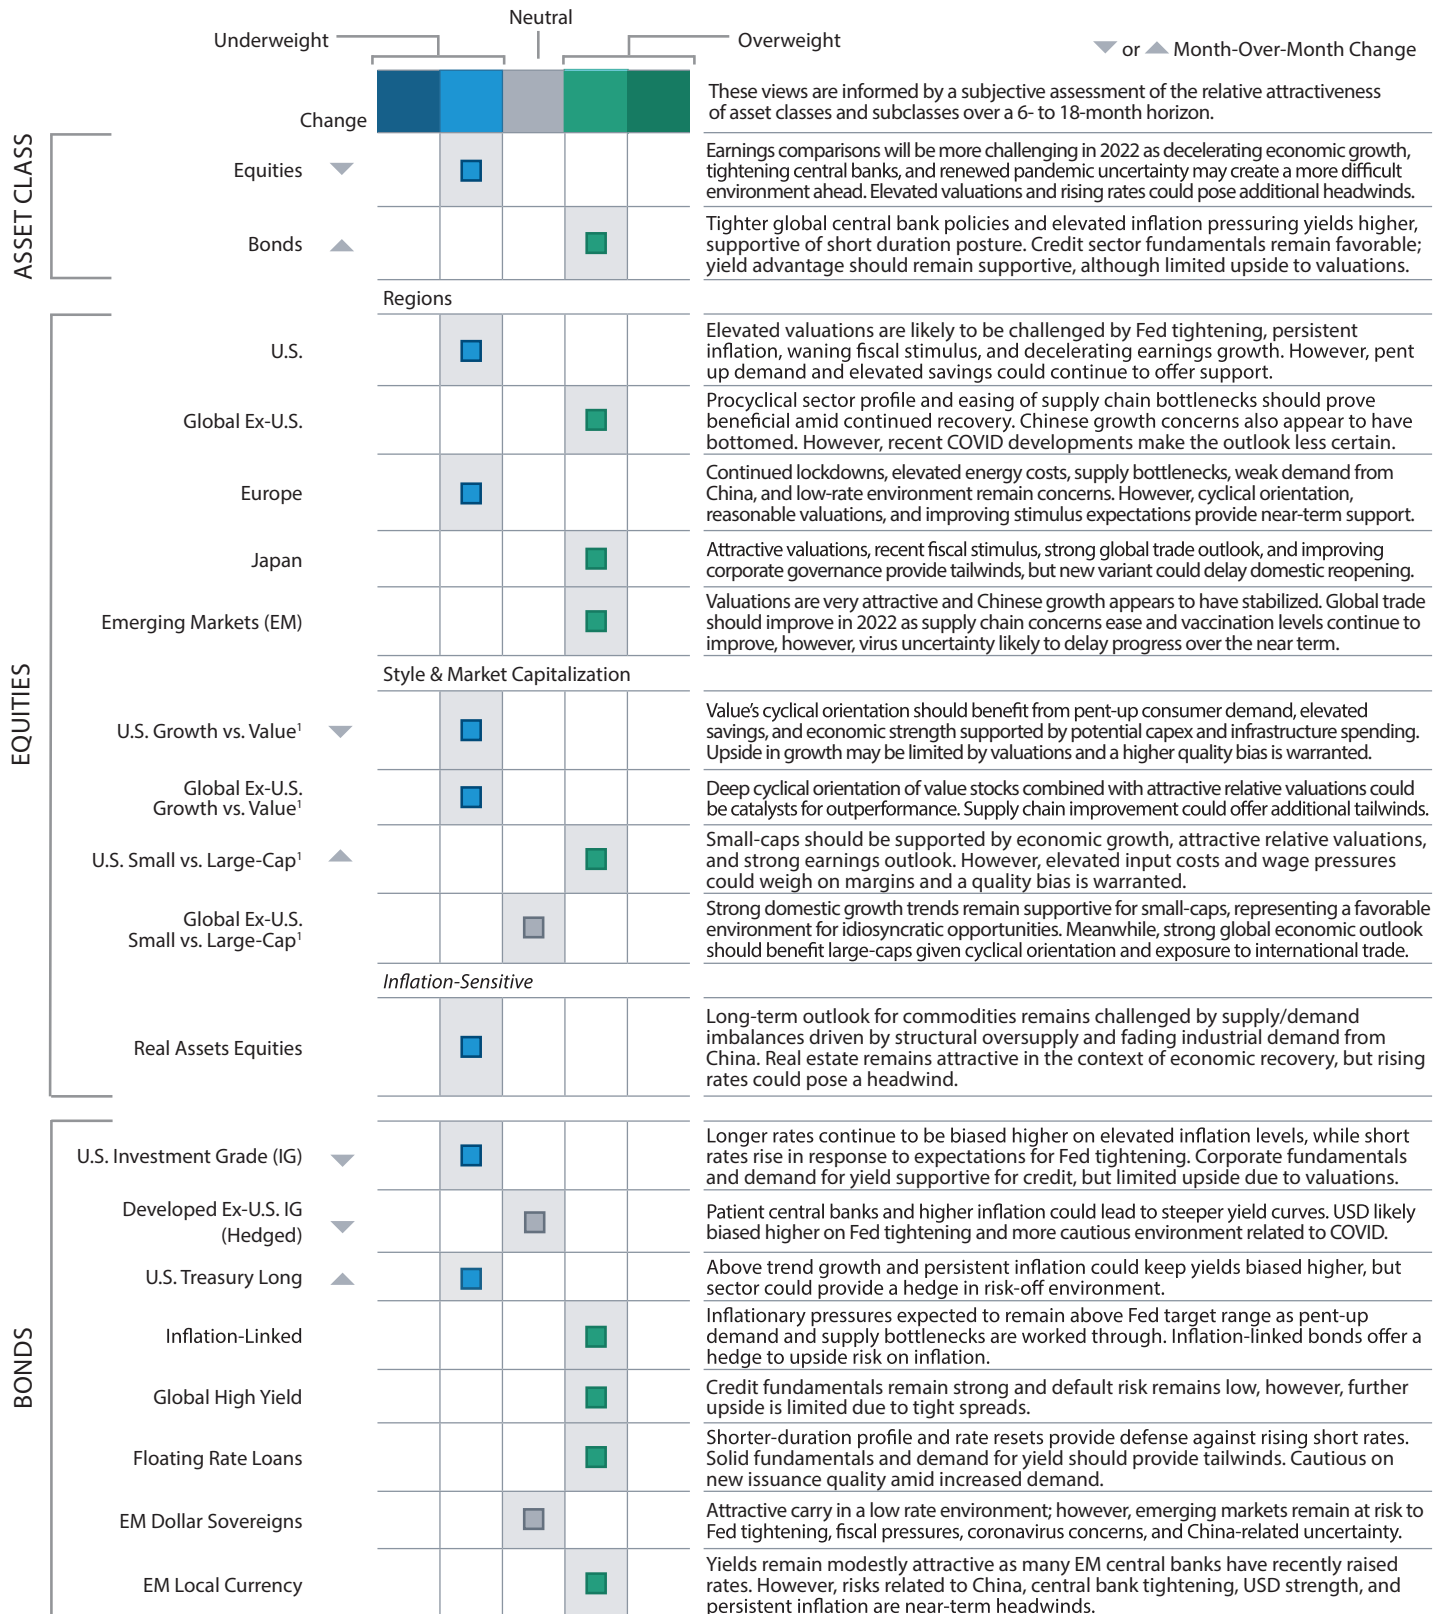 Neutral
Underweight
Overweight
or Month-Over-Month Change
Change
These views are informed by a subjective assessment of the relative attractiveness
of asset classes and subclasses over a 6- to 18-month horizon.
ASSET CLASS
Equities
Earnings comparisons will be more challenging in 2022 as decelerating economic growth,
tightening central banks, and renewed pandemic uncertainty may create a more difficult
environment ahead. Elevated valuations and rising rates could pose additional headwinds.
Bonds
Tighter global central bank policies and elevated inflation pressuring yields higher,
supportive of short duration posture. Credit sector fundamentals remain favorable;
yield advantage should remain supportive, although limited upside to valuations.
EQUITIES
Regions
U.S.
Elevated valuations are likely to be challenged by Fed tightening, persistent
inflation, waning fiscal stimulus, and decelerating earnings growth. However, pent
up demand and elevated savings could continue to offer support.
Global Ex-U.S.
Procyclical sector profile and easing of supply chain bottlenecks should prove
beneficial amid continued recovery. Chinese growth concerns also appear to have
bottomed. However, recent COVID developments make the outlook less certain.
Europe
Continued lockdowns, elevated energy costs, supply bottlenecks, weak demand from
China, and low-rate environment remain concerns. However, cyclical orientation,
reasonable valuations, and improving stimulus expectations provide near-term support.
Japan
Attractive valuations, recent fiscal stimulus, strong global trade outlook, and improving
corporate governance provide tailwinds, but new variant could delay domestic reopening.
Emerging Markets (EM)
Valuations are very attractive and Chinese growth appears to have stabilized. Global trade
should improve in 2022 as supply chain concerns ease and vaccination levels continue to
improve, however, virus uncertainty likely to delay progress over the near term.
Style & Market Capitalization
U.S. Growth vs. Value¹
Value's cyclical orientation should benefit from pent-up consumer demand, elevated
savings, and economic strength supported by potential capex and infrastructure spending.
Upside in growth may be limited by valuations and a higher quality bias is warranted.
Global Ex-U.S.
Growth vs. Value¹
Deep cyclical orientation of value stocks combined with attractive relative valuations could
be catalysts for outperformance. Supply chain improvement could offer additional tailwinds.
U.S. Small vs. Large-Cap¹
Small-caps should be supported by economic growth, attractive relative valuations,
and strong earnings outlook. However, elevated input costs and wage pressures
could weigh on margins and a quality bias is warranted.
Global Ex-U.S.
Small vs. Large-Cap¹
Strong domestic growth trends remain supportive for small-caps, representing a favorable
environment for idiosyncratic opportunities. Meanwhile, strong global economic outlook
should benefit large-caps given cyclical orientation and exposure to international trade.
Inflation-Sensitive
Real Assets Equities
Long-term outlook for commodities remains challenged by supply/demand
imbalances driven by structural oversupply and fading industrial demand from
China. Real estate remains attractive in the context of economic recovery, but rising
rates could pose a headwind.
BONDS
U.S. Investment Grade (IG)
Longer rates continue to be biased higher on elevated inflation levels, while short
rates rise in response to expectations for Fed tightening. Corporate fundamentals
and demand for yield supportive for credit, but limited upside due to valuations.
Developed Ex-U.S. IG
(Hedged)
Patient central banks and higher inflation could lead to steeper yield curves. USD likely
biased higher on Fed tightening and more cautious environment related to COVID.
U.S. Treasury Long
Above trend growth and persistent inflation could keep yields biased higher, but
sector could provide a hedge in risk-off environment.
Inflation-Linked
Inflationary pressures expected to remain above Fed target range as pent-up
demand and supply bottlenecks are worked through. Inflation-linked bonds offer a
hedge to upside risk on inflation.
Global High Yield
Credit fundamentals remain strong and default risk remains low, however, further
upside is limited due to tight spreads.
Floating Rate Loans
Shorter-duration profile and rate resets provide defense against rising short rates.
Solid fundamentals and demand for yield should provide tailwinds. Cautious on
new issuance quality amid increased demand.
EM Dollar Sovereigns
Attractive carry in a low rate environment; however, emerging markets remain at risk to
Fed tightening, fiscal pressures, coronavirus concerns, and China-related uncertainty.
EM Local Currency
Yields remain modestly attractive as many EM central banks have recently raised
rates. However, risks related to China, central bank tightening, USD strength, and
persistent inflation are near-term headwinds.